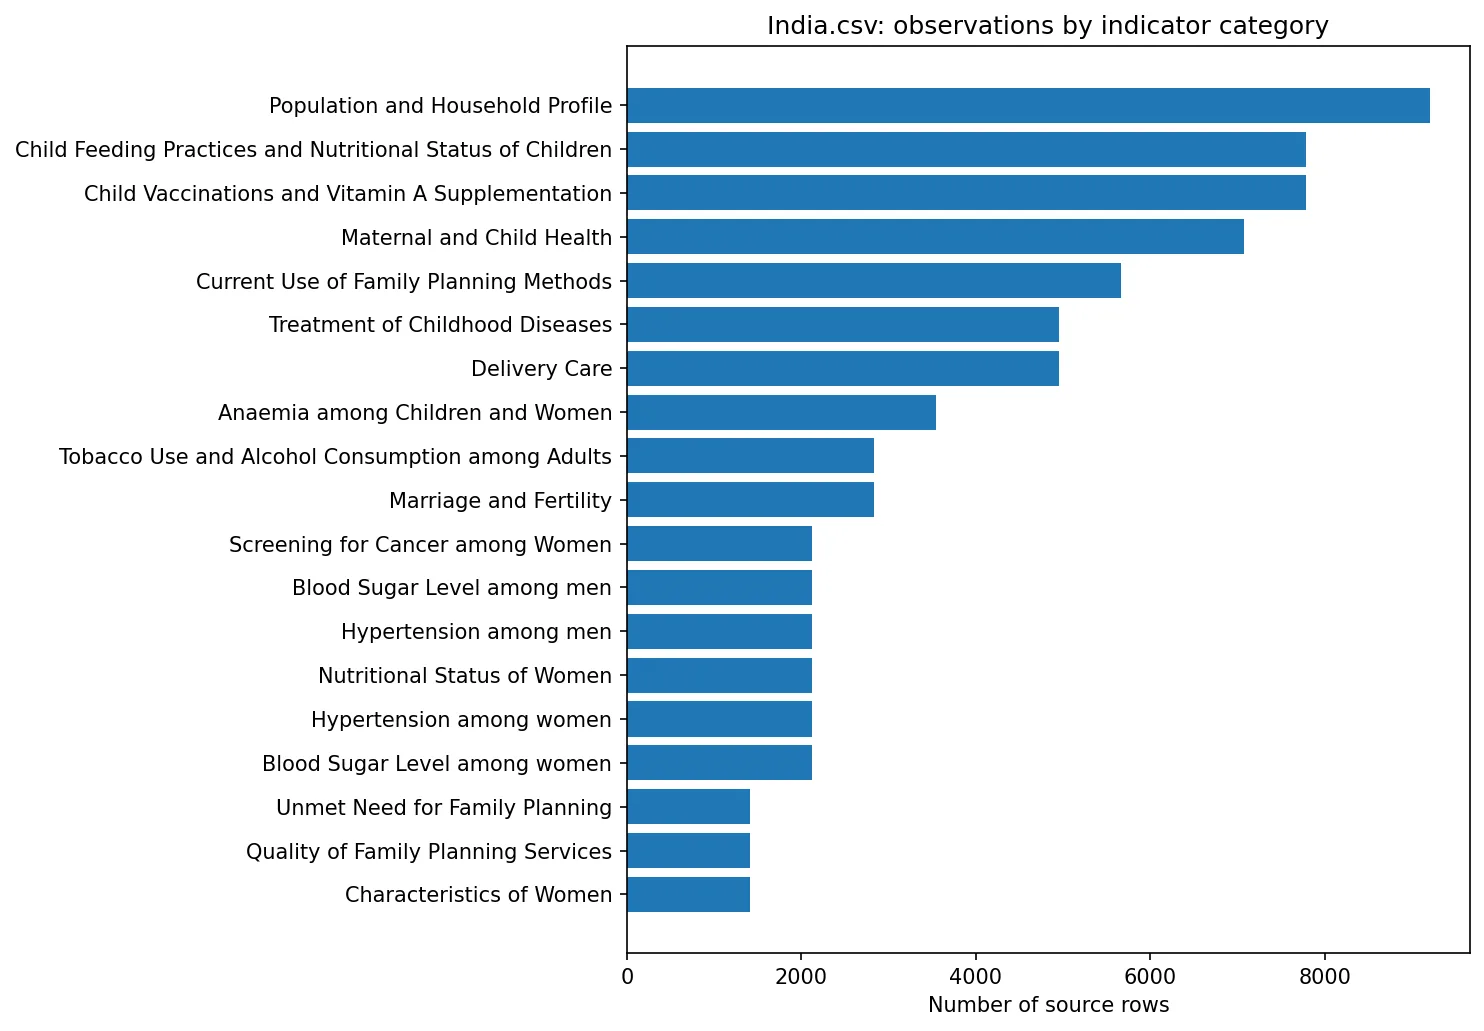 India.csv: observations by indicator category
Population and Household Profile
Child Feeding Practices and Nutritional Status of Children
Child Vaccinations and Vitamin A Supplementation
Maternal and Child Health
Current Use of Family Planning Methods
Treatment of Childhood Diseases
Delivery Care
Anaemia among Children and Women
Tobacco Use and Alcohol Consumption among Adults
Marriage and Fertility
Screening for Cancer among Women
Blood Sugar Level among men
Hypertension among men
Nutritional Status of Women
Hypertension among women
Blood Sugar Level among women
Unmet Need for Family Planning
Quality of Family Planning Services
Characteristics of Women
0 2000 4000 6000 8000
Number of source rows